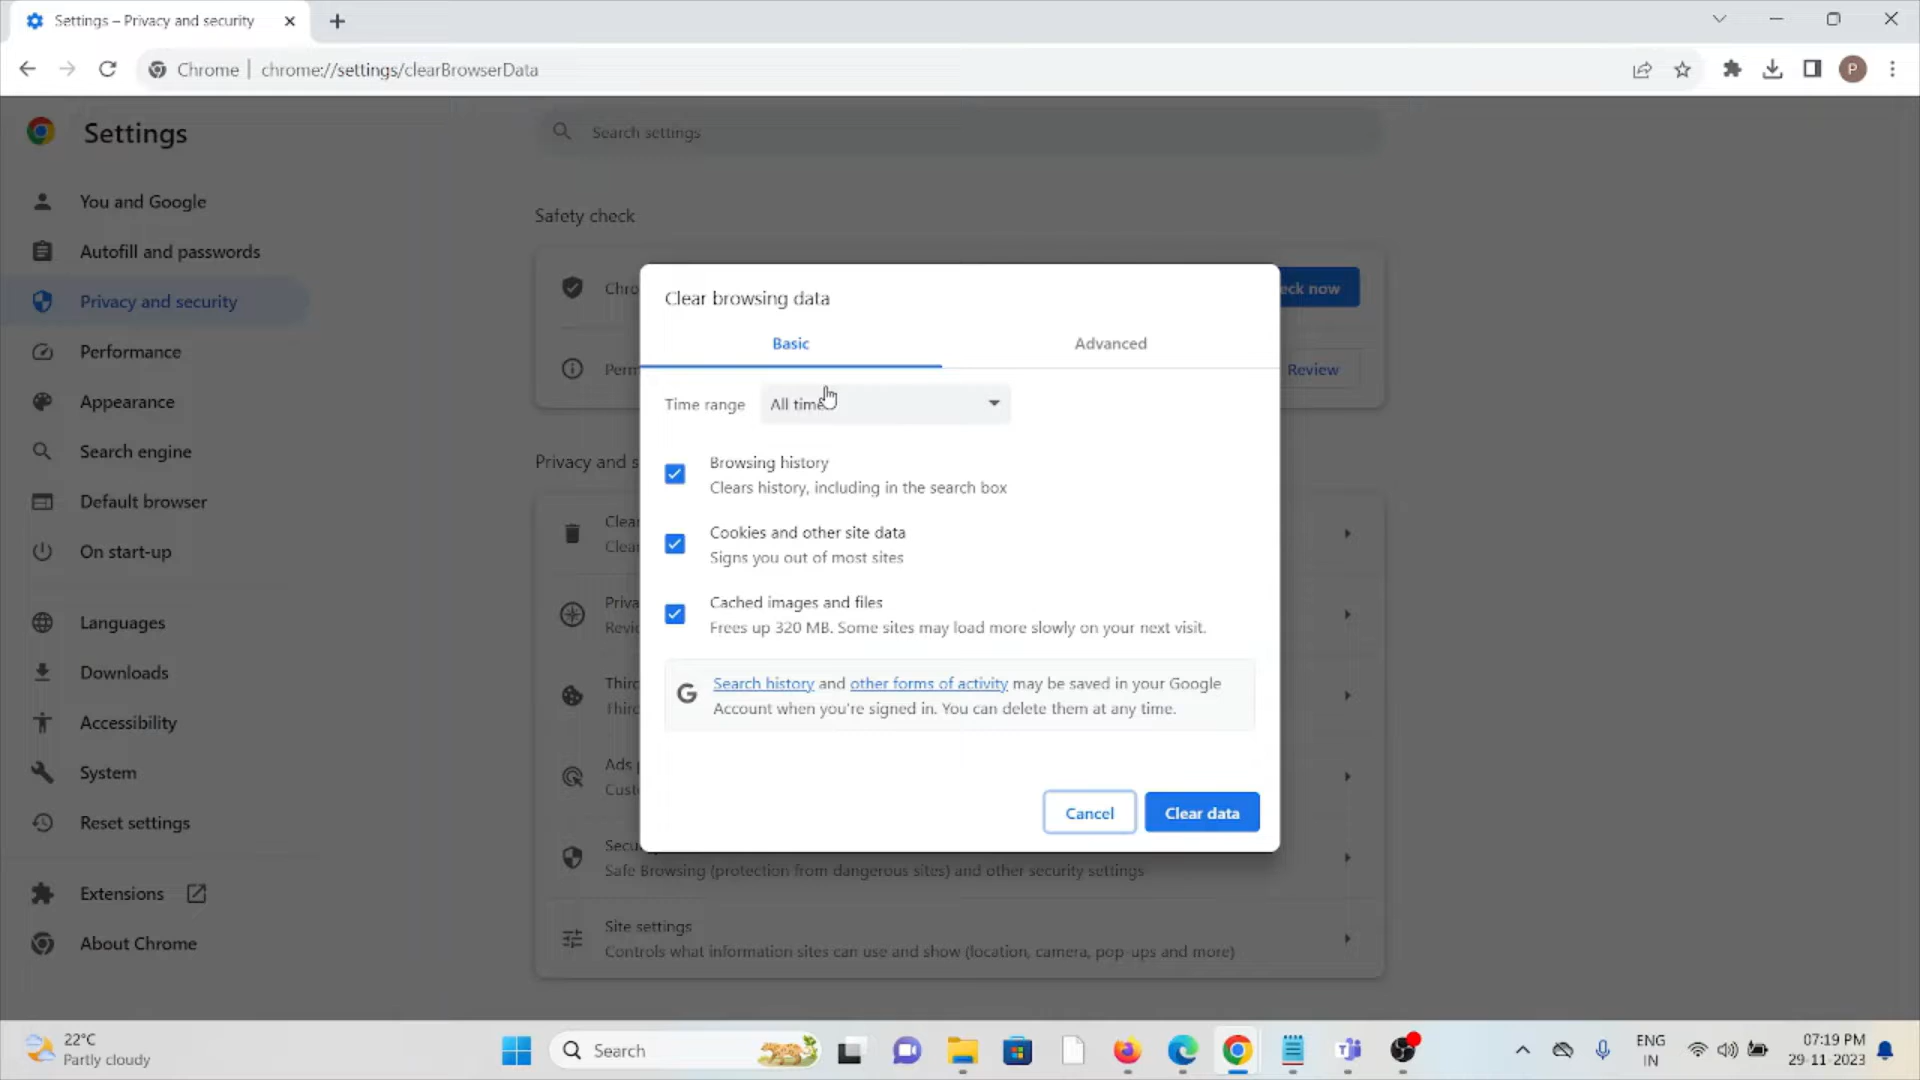 Settings – Privacy and security
Chrome
chrome://settings/clearBrowserData
P
Settings
Search settings
You and Google
Autofill and passwords
Privacy and security
Performance
Appearance
Search engine
Default browser
On start-up
Languages
Downloads
Accessibility
System
Reset settings
Extensions
About Chrome
Safety check
Chro
eck now
Perm
Review
Privacy and s
Clear
Clear
Priva
Revie
Third
Third
Ads p
Custo
Secu
Safe Browsing (protection from dangerous sites) and other security settings
Site settings
Controls what information sites can use and show (location, camera, pop-ups and more)
Clear browsing data
Basic
Advanced
Time range
All time
Browsing history
Clears history, including in the search box
Cookies and other site data
Signs you out of most sites
Cached images and files
Frees up 320 MB. Some sites may load more slowly on your next visit.
Search history and other forms of activity may be saved in your Google
Account when you're signed in. You can delete them at any time.
Cancel
Clear data
22°C
Partly cloudy
Search
ENG
IN
07:19 PM
29-11-2023